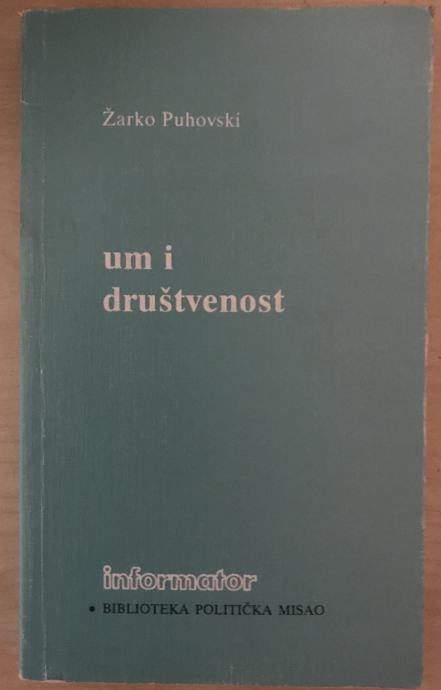 Žarko Puhovski
um i
društvenost
informator
• BIBLIOTEKA POLITIČKA MISAO